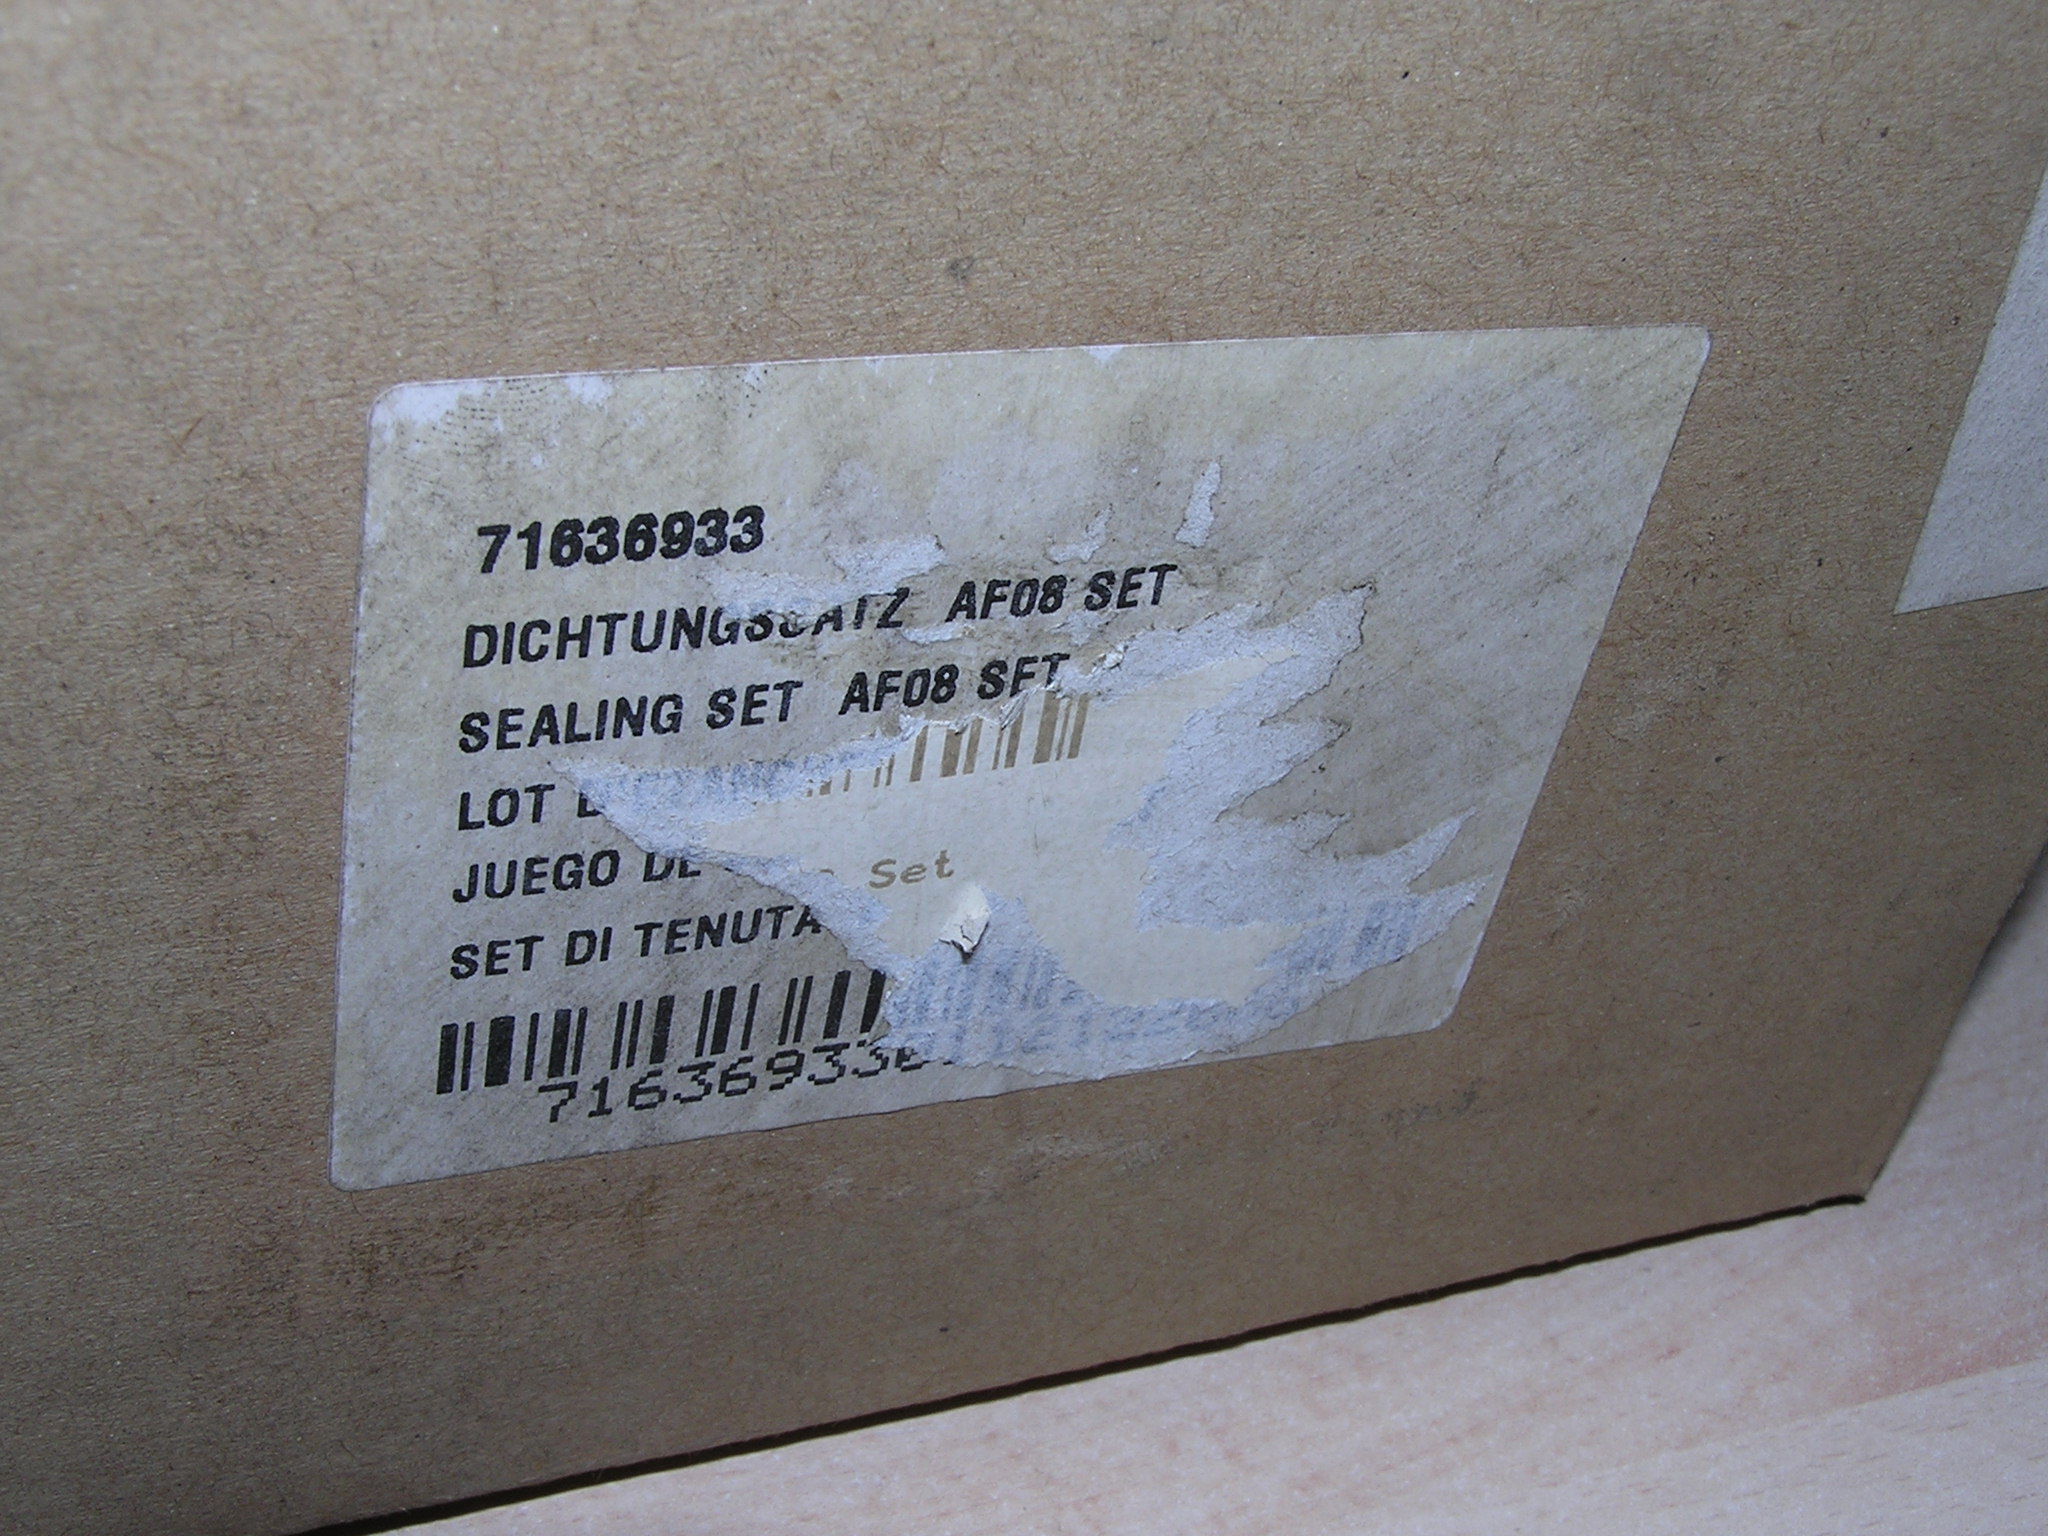 71636933
DICHTUNGSSATZ AF08 SET
SEALING SET AF08 SET
LOT
JUEGO DE
Set
SET DI TENUTA
71636933